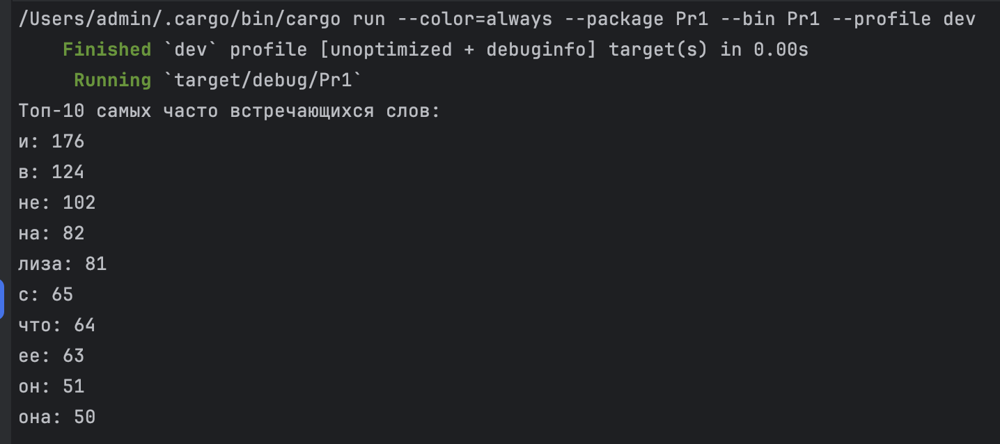 /Users/admin/.cargo/bin/cargo run --color=always --package Pr1 --bin Pr1 --profile dev
Finished `dev` profile [unoptimized + debuginfo] target(s) in 0.00s
Running `target/debug/Pr1`
Топ-10 самых часто встречающихся слов:
и: 176
в: 124
не: 102
на: 82
лиза: 81
с: 65
что: 64
ее: 63
он: 51
она: 50